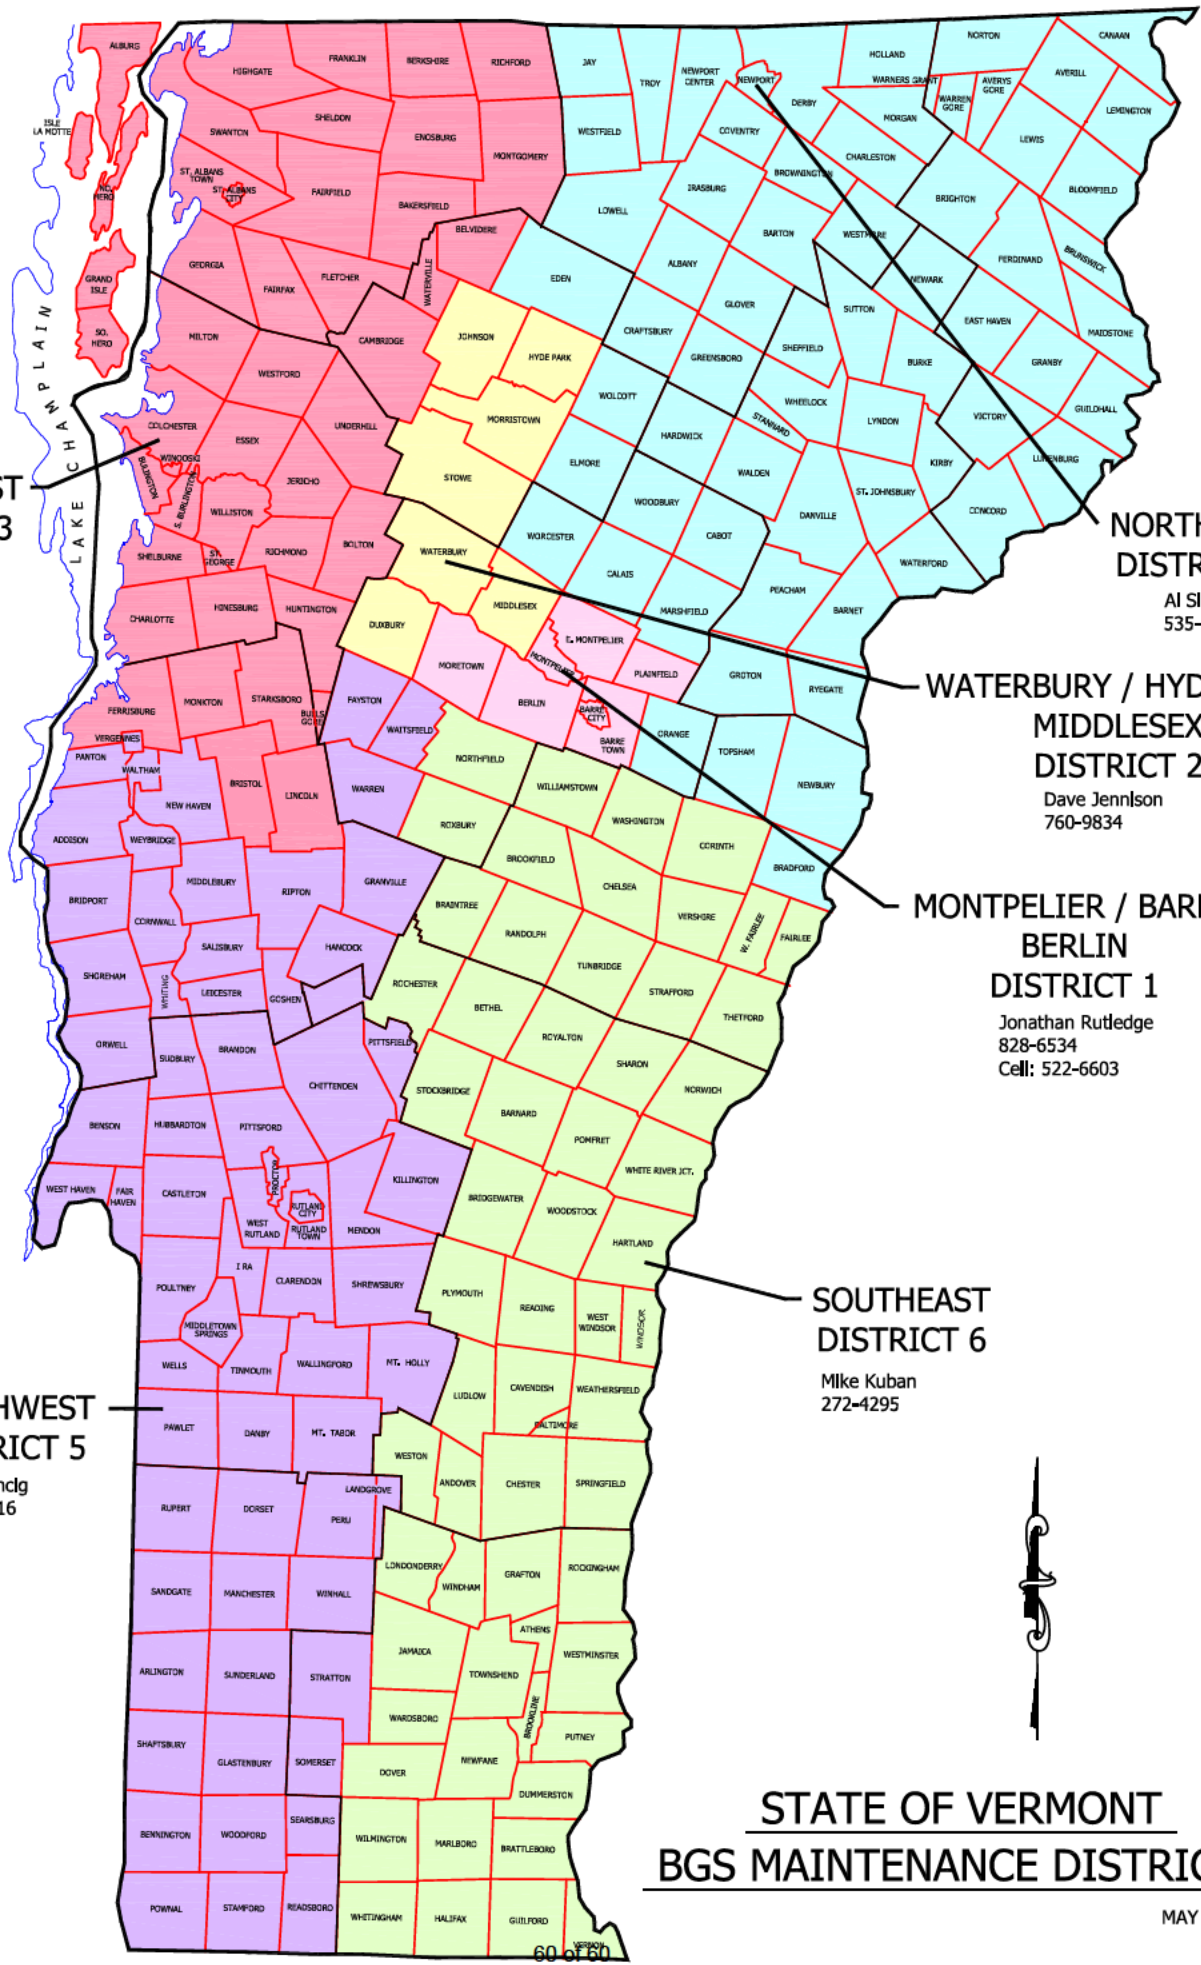 ALBURG
ISLE
LA MOTTE
NO.
HERO
GRAND
ISLE
SO.
HERO
LAKE CHAMPLAIN
HIGHGATE
FRANKLIN
BERKSHIRE
RICHFORD
SWANTON
SHELDON
ENOSBURG
MONTGOMERY
ST. ALBANS
TOWN
ST. ALBANS
CITY
FAIRFIELD
BAKERSFIELD
BELVIDERE
GEORGIA
FAIRFAX
FLETCHER
WATERVILLE
CAMBRIDGE
MILTON
WESTFORD
UNDERHILL
COLCHESTER
ESSEX
WINOOSKI
JERICHO
S. BURLINGTON
WILLISTON
BOLTON
SHELBURNE
ST.
GEORGE
RICHMOND
CHARLOTTE
HINESBURG
HUNTINGTON
FERRISBURG
MONKTON
STARKSBORO
BUELS
GORE
VERGENNES
BRISTOL
LINCOLN
JAY
TROY
NEWPORT
CENTER
NEWPORT
DERBY
HOLLAND
WARNERS GRANT
NORTON
AVERYS
GORE
WARREN
GORE
AVERILL
CANAAN
LEMINGTON
WESTFIELD
COVENTRY
MORGAN
CHARLESTON
LEWIS
BLOOMFIELD
BROWNINGTON
IRASBURG
BRIGHTON
LOWELL
BARTON
WESTMORE
FERDINAND
BRUNSWICK
EDEN
ALBANY
NEWARK
GLOVER
SUTTON
EAST HAVEN
MAIDSTONE
CRAFTSBURY
GREENSBORO
SHEFFIELD
BURKE
GRANBY
GUILDHALL
WOLCOTT
WHEELOCK
STANNARD
LYNDON
VICTORY
HARDWICK
ELMORE
WALDEN
KIRBY
LUNENBURG
WOODBURY
ST. JOHNSBURY
CONCORD
WORCESTER
CABOT
DANVILLE
WATERFORD
CALAIS
PEACHAM
BARNET
MARSHFIELD
GROTON
RYEGATE
ORANGE
TOPSHAM
NEWBURY
BRADFORD
JOHNSON
HYDE PARK
MORRISTOWN
STOWE
WATERBURY
MIDDLESEX
DUXBURY
MORETOWN
E. MONTPELIER
MONTPELIER
PLAINFIELD
BERLIN
BARRE
CITY
BARRE
TOWN
FAYSTON
WAITSFIELD
WARREN
PANTON
WALTHAM
NEW HAVEN
ADDISON
WEYBRIDGE
MIDDLEBURY
RIPTON
GRANVILLE
BRIDPORT
CORNWALL
SALISBURY
HANCOCK
SHOREHAM
WHITING
LEICESTER
GOSHEN
ORWELL
SUDBURY
BRANDON
CHITTENDEN
PITTSFIELD
BENSON
HUBBARDTON
PITTSFORD
WEST HAVEN
FAIR
HAVEN
CASTLETON
PROCTOR
RUTLAND
CITY
KILLINGTON
WEST
RUTLAND
RUTLAND
TOWN
MENDON
POULTNEY
I RA
CLARENDON
SHREWSBURY
MIDDLETOWN
SPRINGS
WELLS
TINMOUTH
WALLINGFORD
MT. HOLLY
PAWLET
DANBY
MT. TABOR
RUPERT
DORSET
PERU
LANDGROVE
SANDGATE
MANCHESTER
WINHALL
ARLINGTON
SUNDERLAND
STRATTON
SHAFTSBURY
GLASTENBURY
SOMERSET
BENNINGTON
WOODFORD
SEARSBURG
POWNAL
STAMFORD
READSBORO
NORTHFIELD
WILLIAMSTOWN
WASHINGTON
CORINTH
ROXBURY
BROOKFIELD
CHELSEA
VERSHIRE
W. FAIRLEE
FAIRLEE
BRAINTREE
RANDOLPH
TUNBRIDGE
STRAFFORD
THETFORD
ROCHESTER
BETHEL
ROYALTON
SHARON
NORWICH
STOCKBRIDGE
BARNARD
POMFRET
WHITE RIVER JCT.
BRIDGEWATER
WOODSTOCK
HARTLAND
PLYMOUTH
READING
WEST
WINDSOR
WINDSOR
LUDLOW
CAVENDISH
WEATHERSFIELD
BALTIMORE
WESTON
ANDOVER
CHESTER
SPRINGFIELD
LONDONDERRY
WINDHAM
GRAFTON
ROCKINGHAM
JAMAICA
ATHENS
TOWNSHEND
WESTMINSTER
WARDSBORO
BROOKLINE
PUTNEY
DOVER
NEWFANE
DUMMERSTON
WILMINGTON
MARLBORO
BRATTLEBORO
WHITINGHAM
HALIFAX
GUILFORD
VERNON
60 of 60
ST
3
NORTH
DISTR
Al Sl
535-
WATERBURY / HYD
MIDDLESEX
DISTRICT 2
Dave Jennison
760-9834
MONTPELIER / BAR
BERLIN
DISTRICT 1
Jonathan Rutledge
828-6534
Cell: 522-6603
SOUTHEAST
DISTRICT 6
Mike Kuban
272-4295
HWEST
RICT 5
ncig
16
STATE OF VERMONT
BGS MAINTENANCE DISTRIC
MAY